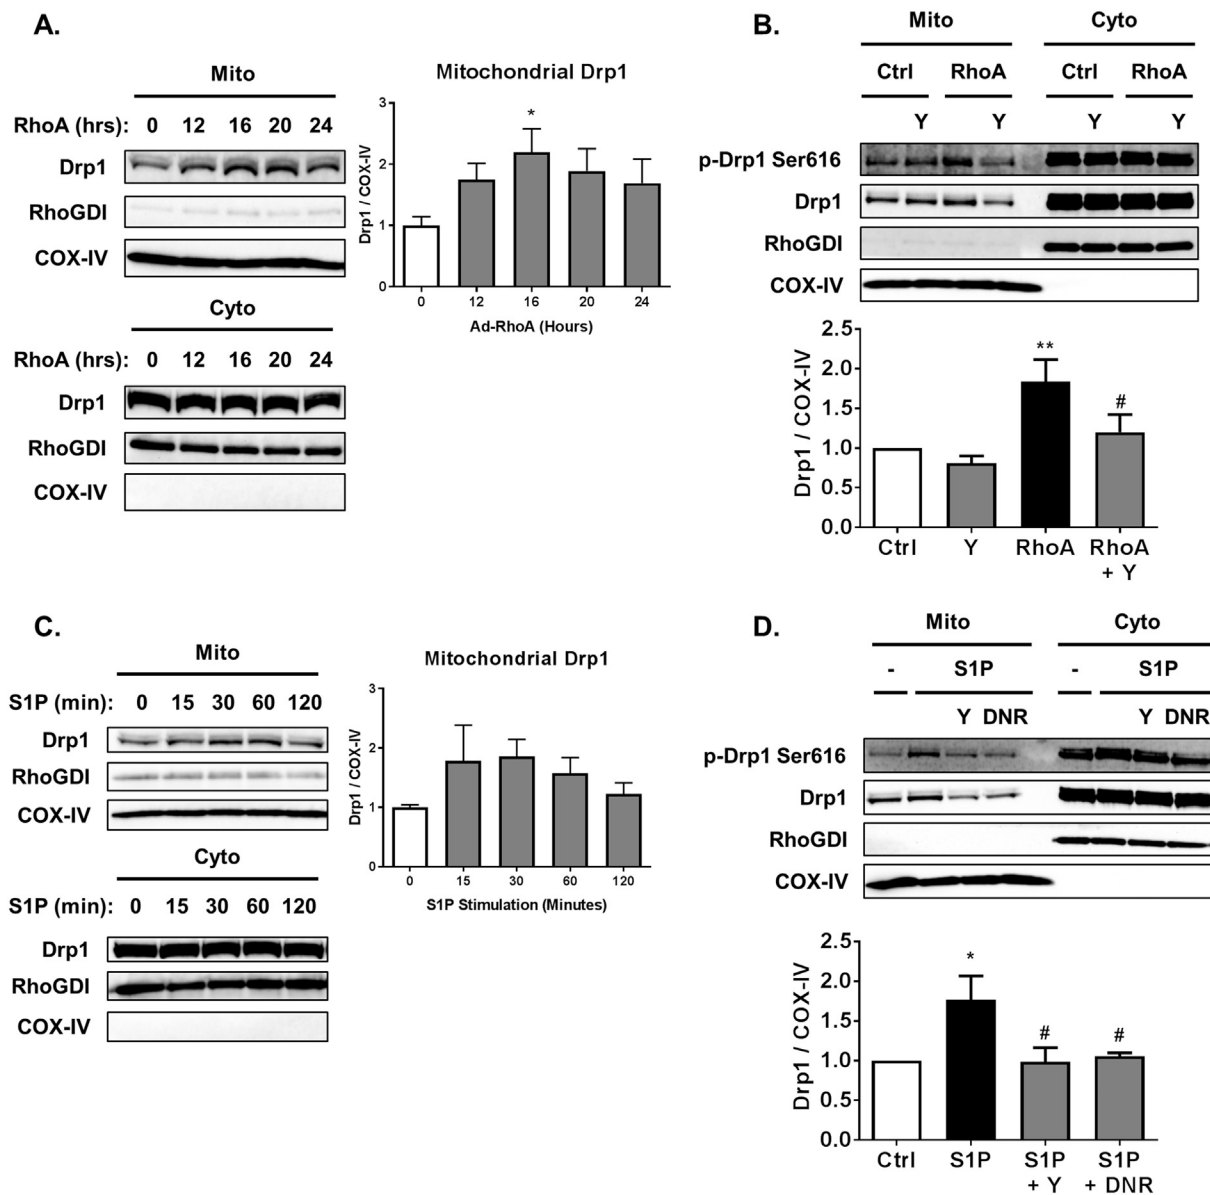 A.
Mito
RhoA (hrs): 0 12 16 20 24
Drp1
RhoGDI
COX-IV
Cyto
RhoA (hrs): 0 12 16 20 24
Drp1
RhoGDI
COX-IV
Mitochondrial Drp1
Drp1 / COX-IV
3
2
1
0
*
0 12 16 20 24
Ad-RhoA (Hours)
B.
Mito Cyto
Ctrl RhoA Ctrl RhoA
Y Y Y Y
p-Drp1 Ser616
Drp1
RhoGDI
COX-IV
Drp1 / COX-IV
2.5
2.0
1.5
1.0
0.5
0.0
**
#
Ctrl Y RhoA RhoA
+ Y
C.
Mito
S1P (min): 0 15 30 60 120
Drp1
RhoGDI
COX-IV
Cyto
S1P (min): 0 15 30 60 120
Drp1
RhoGDI
COX-IV
Mitochondrial Drp1
Drp1 / COX-IV
3
2
1
0
0 15 30 60 120
S1P Stimulation (Minutes)
D.
Mito Cyto
- S1P - S1P
Y DNR Y DNR
p-Drp1 Ser616
Drp1
RhoGDI
COX-IV
Drp1 / COX-IV
2.5
2.0
1.5
1.0
0.5
0.0
*
# #
Ctrl S1P S1P S1P
+ Y + DNR